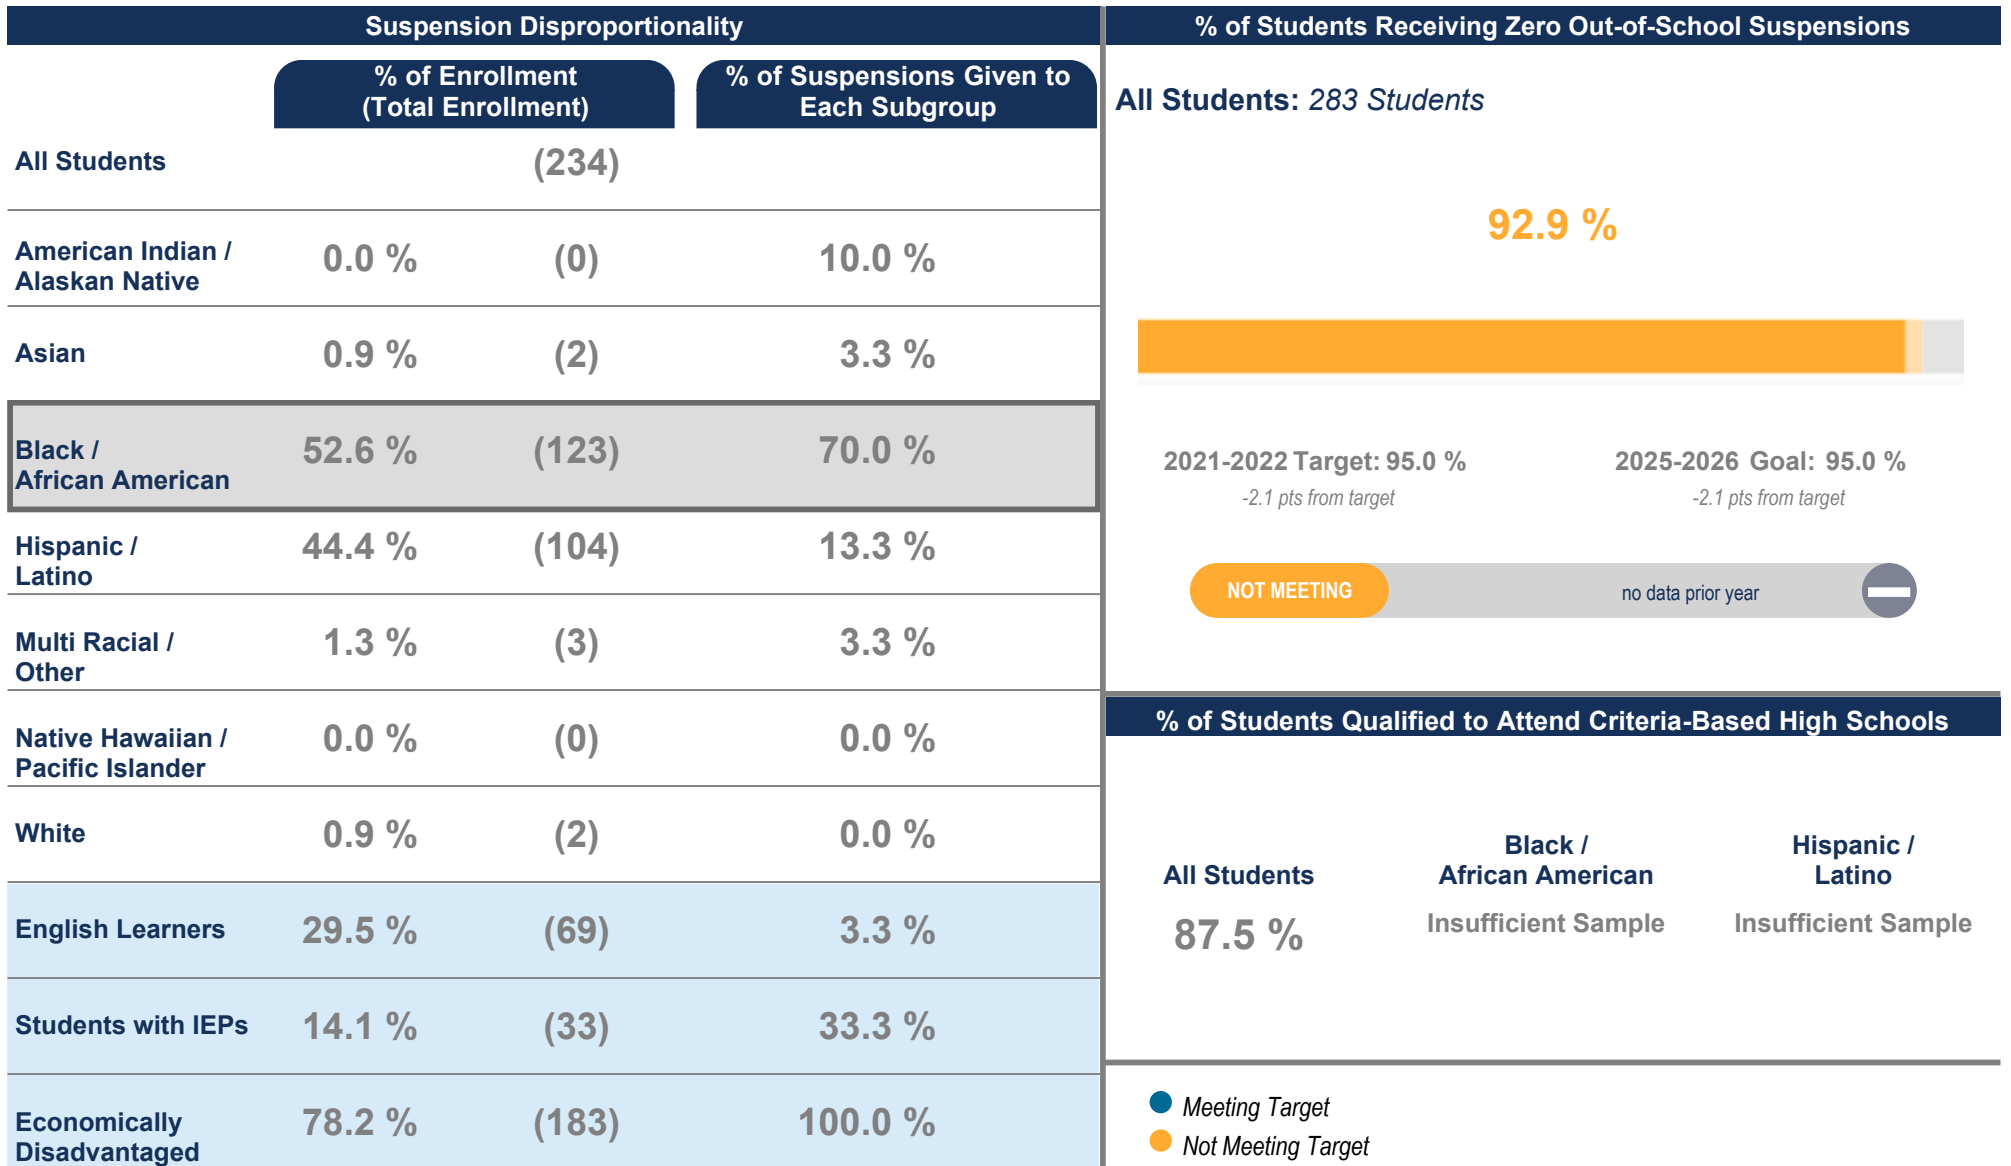 Suspension Disproportionality
% of Enrollment
(Total Enrollment)
% of Suspensions Given to
Each Subgroup
All Students
(234)
American Indian /
Alaskan Native
0.0 %
(0)
10.0 %
Asian
0.9 %
(2)
3.3 %
Black /
African American
52.6 %
(123)
70.0 %
Hispanic /
Latino
44.4 %
(104)
13.3 %
Multi Racial /
Other
1.3 %
(3)
3.3 %
Native Hawaiian /
Pacific Islander
0.0 %
(0)
0.0 %
White
0.9 %
(2)
0.0 %
English Learners
29.5 %
(69)
3.3 %
Students with IEPs
14.1 %
(33)
33.3 %
Economically
Disadvantaged
78.2 %
(183)
100.0 %
% of Students Receiving Zero Out-of-School Suspensions
All Students: 283 Students
92.9 %
2021-2022 Target: 95.0 %
-2.1 pts from target
2025-2026 Goal: 95.0 %
-2.1 pts from target
NOT MEETING
no data prior year
% of Students Qualified to Attend Criteria-Based High Schools
All Students
87.5 %
Black /
African American
Insufficient Sample
Hispanic /
Latino
Insufficient Sample
Meeting Target
Not Meeting Target